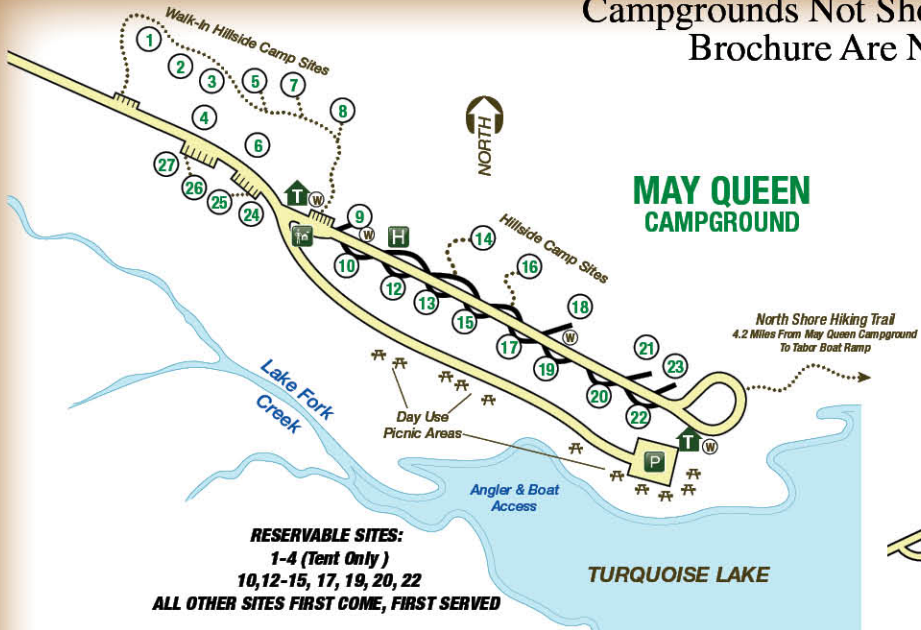 Campgrounds Not Sho
Brochure Are N
Walk-In Hillside Camp Sites
1
2
3
5
7
8
4
6
27
26
25
24
T
W
NORTH
MAY QUEEN
CAMPGROUND
9
W
H
14
Hillside Camp Sites
16
10
12
13
15
18
W
17
19
21
23
20
22
North Shore Hiking Trail
4.2 Miles From May Queen Campground
To Tabor Boat Ramp
Lake Fork
Creek
Day Use
Picnic Areas
T
W
P
Angler & Boat
Access
RESERVABLE SITES:
1-4 (Tent Only )
10,12-15, 17, 19, 20, 22
ALL OTHER SITES FIRST COME, FIRST SERVED
TURQUOISE LAKE